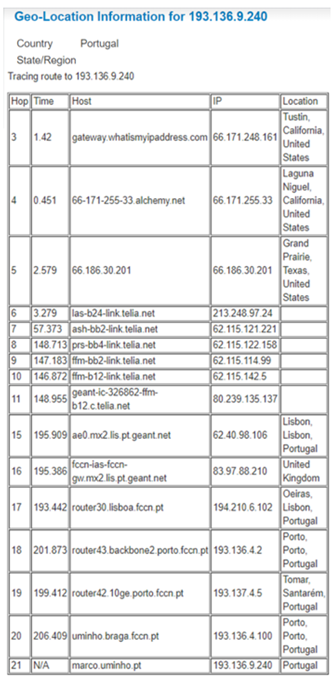 Geo-Location Information for 193.136.9.240
Country Portugal
State/Region
Tracing route to 193.136.9.240
Hop Time Host IP Location
3 1.42 gateway.whatismyipaddress.com 66.171.248.161 Tustin, California, United States
4 0.451 66-171-255-33.alchemy.net 66.171.255.33 Laguna Niguel, California, United States
5 2.579 66.186.30.201 66.186.30.201 Grand Prairie, Texas, United States
6 3.279 las-b24-link.telia.net 213.248.97.24
7 57.373 ash-bb2-link.telia.net 62.115.121.221
8 148.713 prs-bb4-link.telia.net 62.115.122.158
9 147.183 ffm-bb2-link.telia.net 62.115.114.99
10 146.872 ffm-b12-link.telia.net 62.115.142.5
11 148.955 geant-ic-326862-ffm-b12.c.telia.net 80.239.135.137
15 195.909 ae0.mx2.lis.pt.geant.net 62.40.98.106 Lisbon, Lisbon, Portugal
16 195.386 fccn-ias-fccn-gw.mx2.lis.pt.geant.net 83.97.88.210 United Kingdom
17 193.442 router30.lisboa.fccn.pt 194.210.6.102 Oeiras, Lisbon, Portugal
18 201.873 router43.backbone2.porto.fccn.pt 193.136.4.2 Porto, Porto, Portugal
19 199.412 router42.10ge.porto.fccn.pt 193.137.4.5 Tomar, Santarém, Portugal
20 206.409 uminho.braga.fccn.pt 193.136.4.100 Porto, Porto, Portugal
21 N/A marco.uminho.pt 193.136.9.240 Portugal